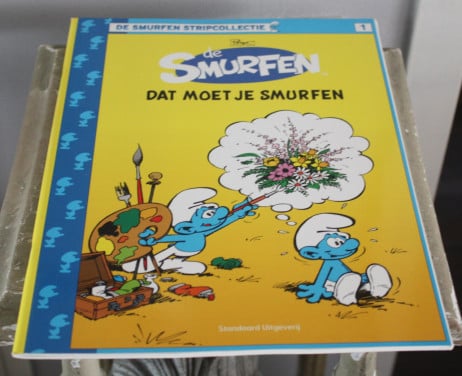 DE SMURFEN STRIPCOLLECTIE
1
Peyo
de
SMURFEN
DAT MOET JE SMURFEN
Standaard Uitgeverij